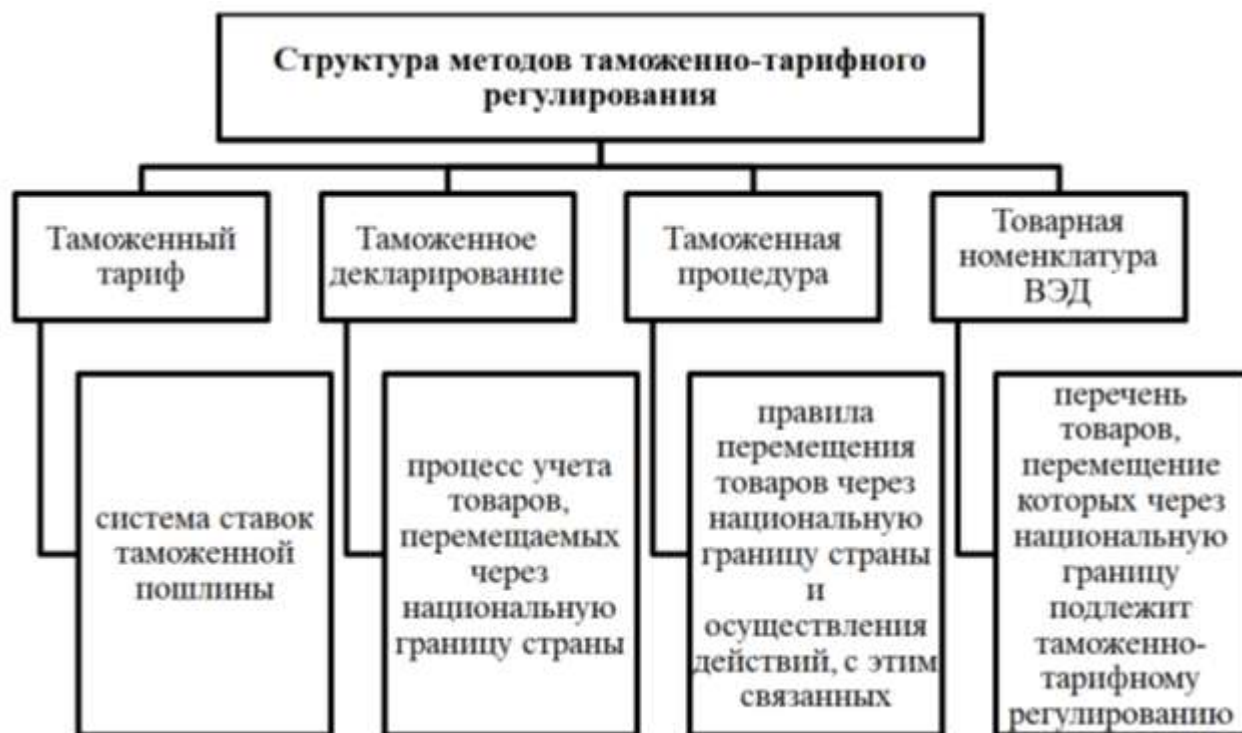 Структура методов таможенно-тарифного
регулирования
Таможенный
тариф
Таможенное
декларирование
Таможенная
процедура
Товарная
номенклатура
ВЭД
система ставок
таможенной
пошлины
процесс учета
товаров,
перемещаемых
через
национальную
границу страны
правила
перемещения
товаров через
национальную
границу страны
и
осуществления
действий, с этим
связанных
перечень
товаров,
перемещение
которых через
национальную
границу
подлежит
таможенно-
тарифному
регулированию